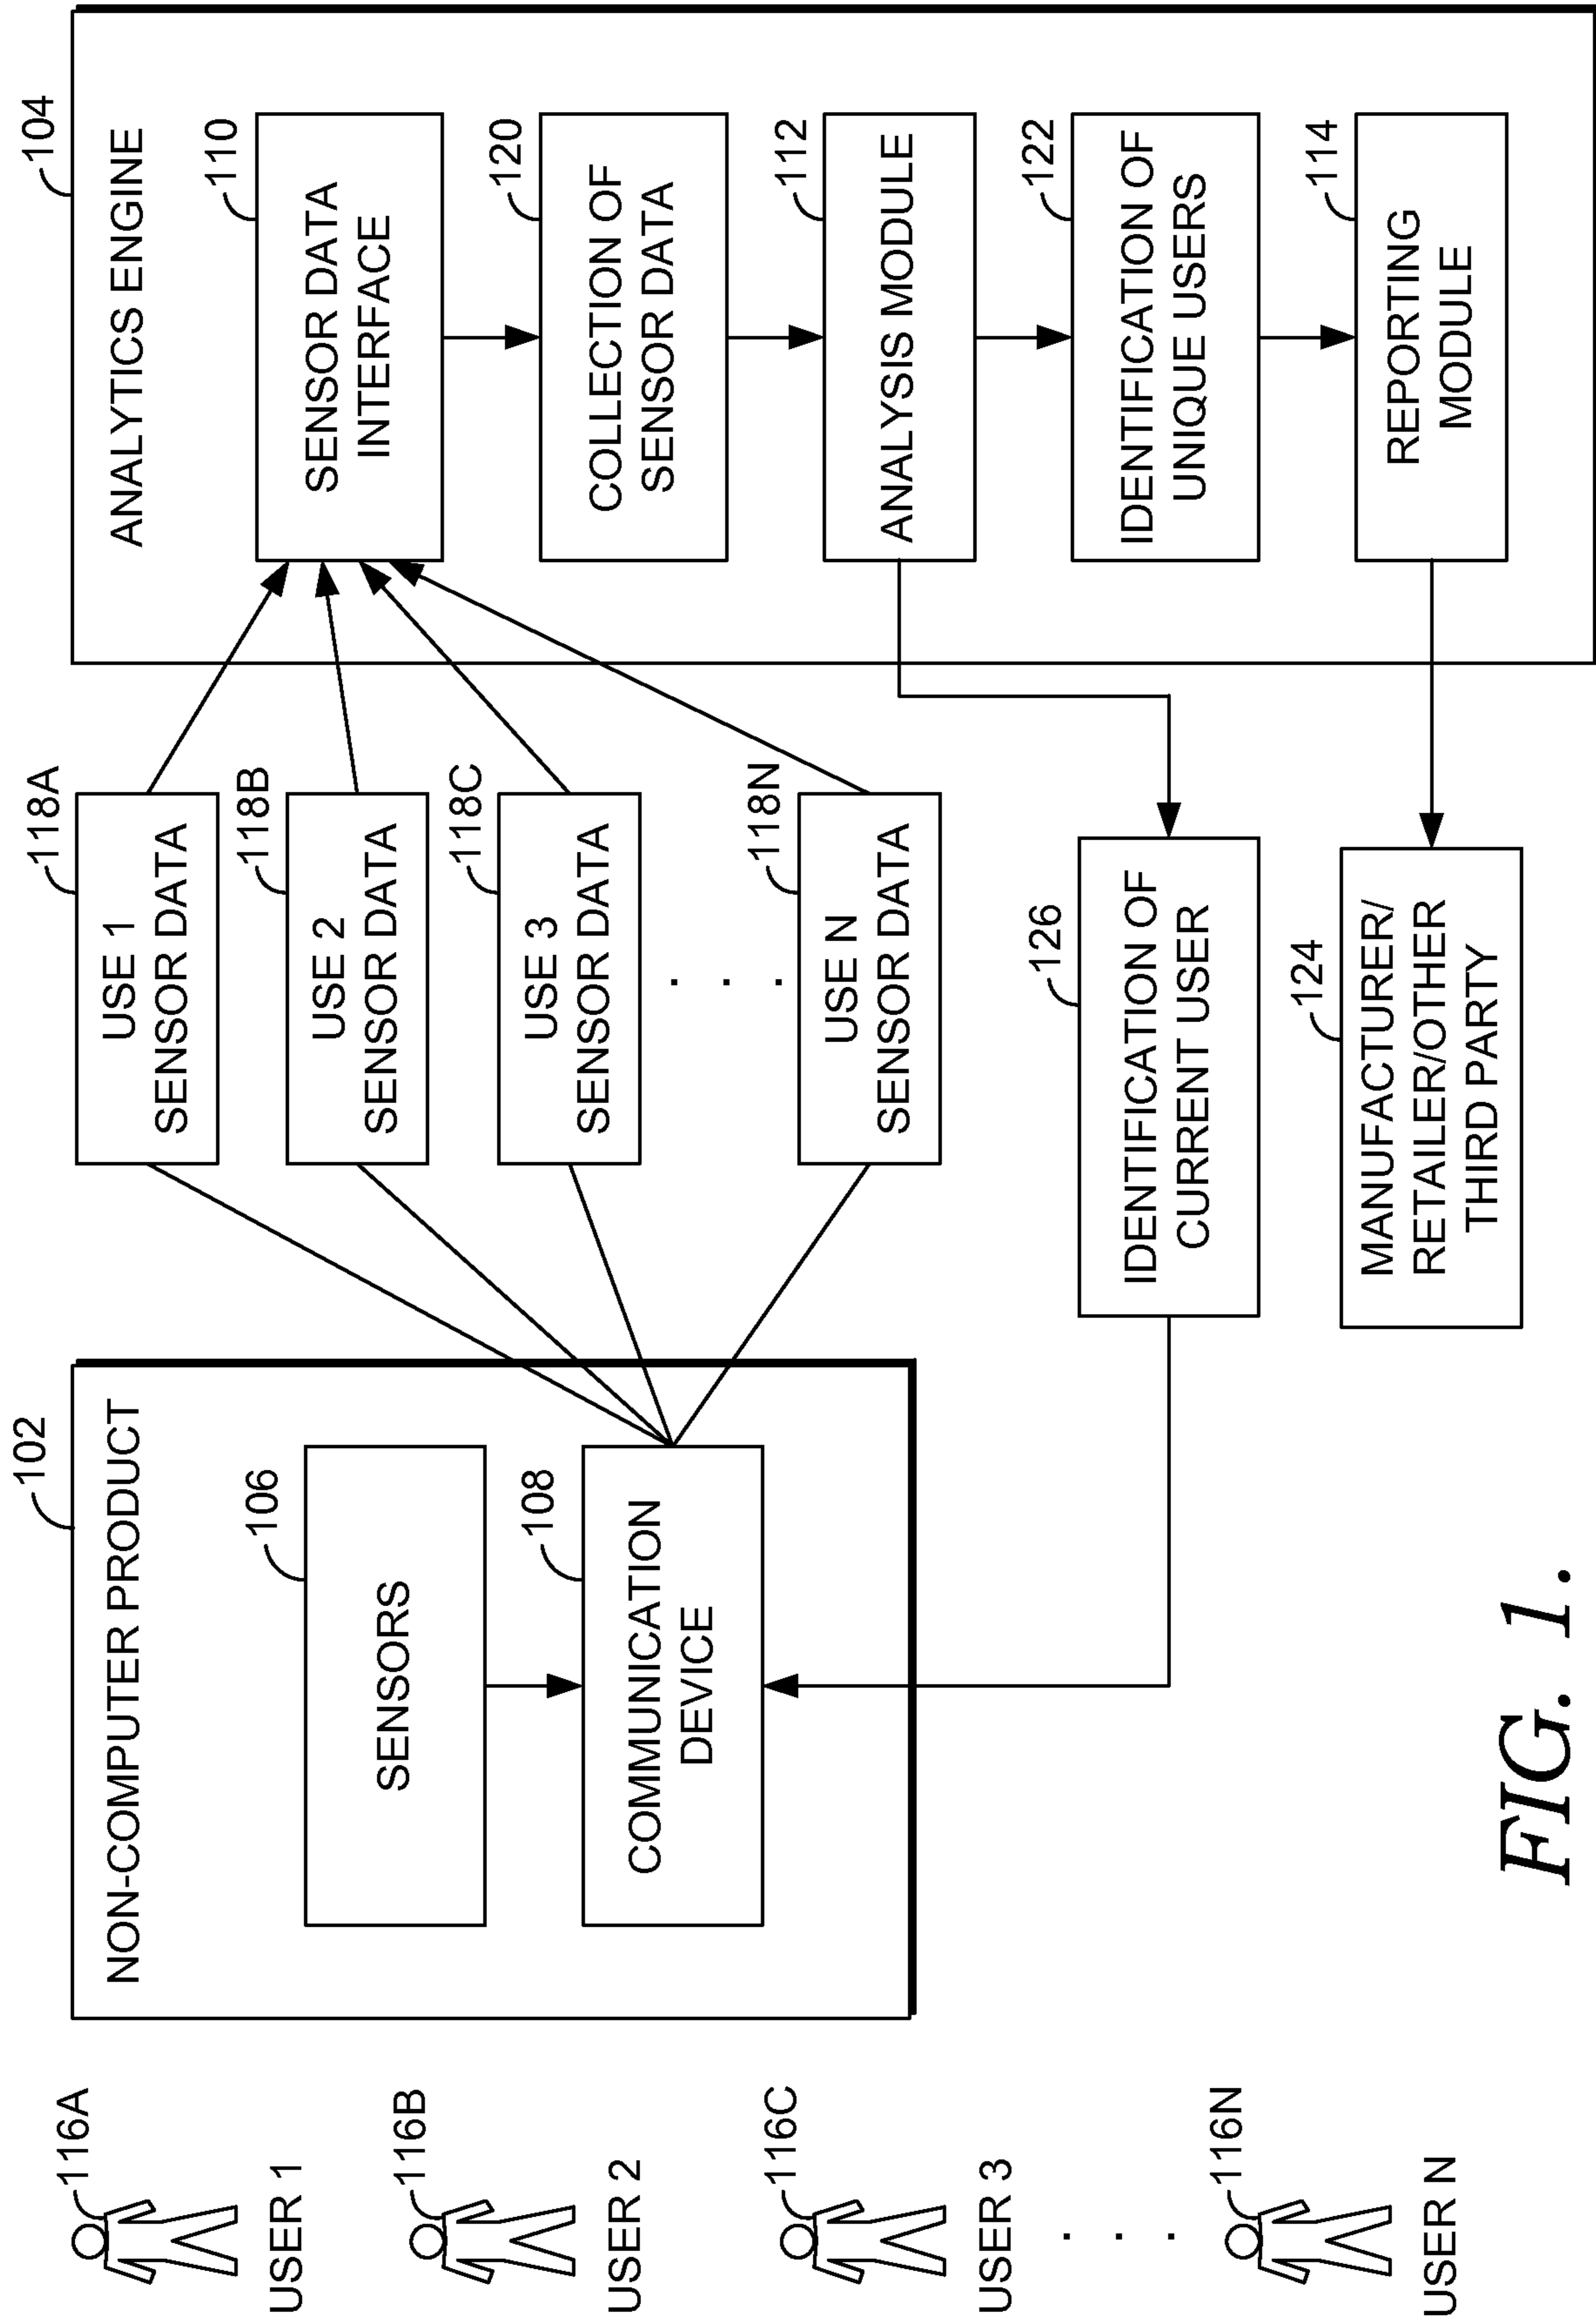 116A
USER 1
116B
USER 2
116C
USER 3
. . .
116N
USER N
102
NON-COMPUTER PRODUCT
106
SENSORS
108
COMMUNICATION
DEVICE
118A
USE 1
SENSOR DATA
118B
USE 2
SENSOR DATA
118C
USE 3
SENSOR DATA
. . .
118N
USE N
SENSOR DATA
126
IDENTIFICATION OF
CURRENT USER
124
MANUFACTURER/
RETAILER/OTHER
THIRD PARTY
104
ANALYTICS ENGINE
110
SENSOR DATA
INTERFACE
120
COLLECTION OF
SENSOR DATA
112
ANALYSIS MODULE
122
IDENTIFICATION OF
UNIQUE USERS
114
REPORTING
MODULE
FIG. 1.